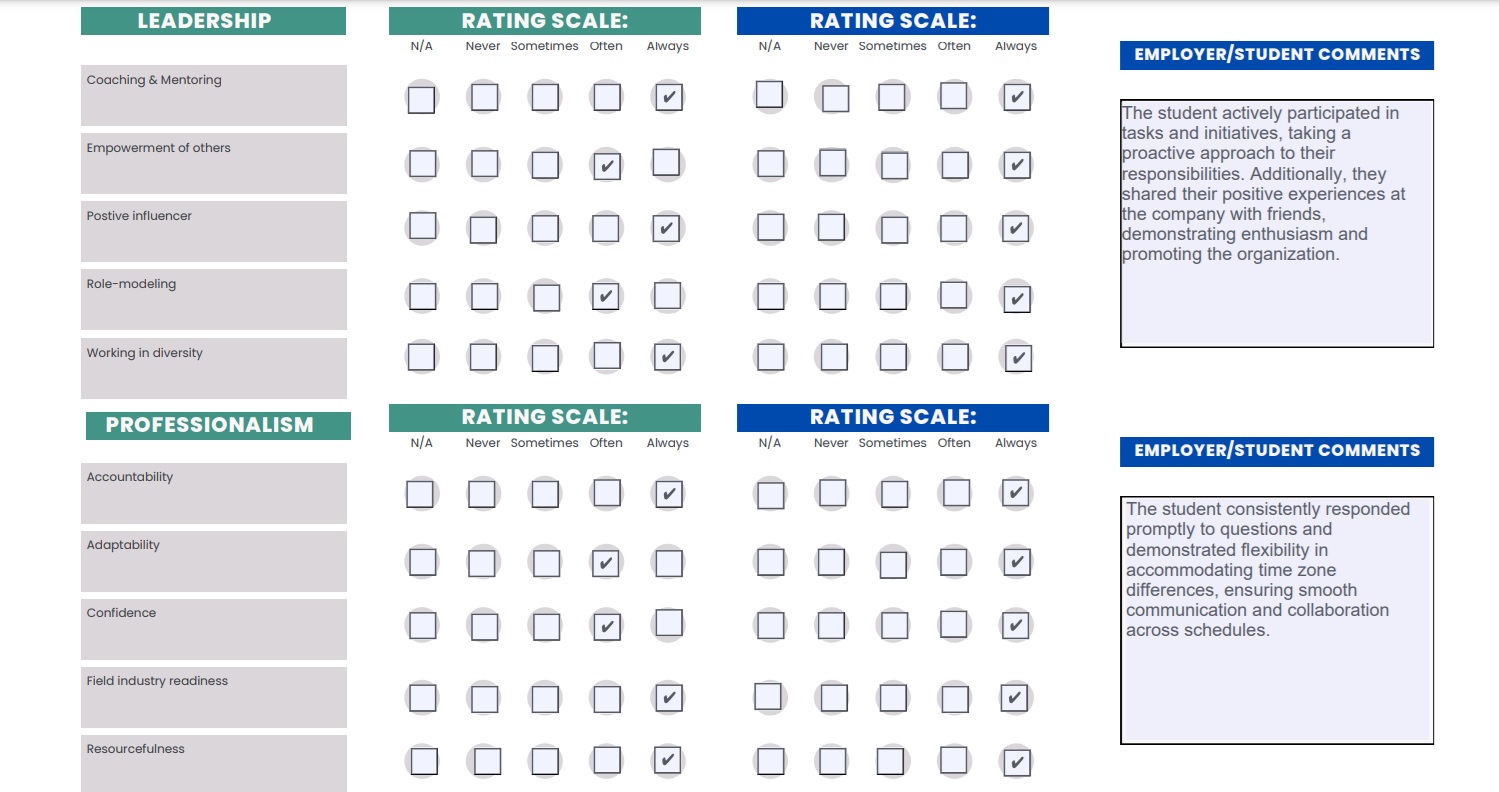 LEADERSHIP
RATING SCALE:
RATING SCALE:
N/A Never Sometimes Often Always
N/A Never Sometimes Often Always
EMPLOYER/STUDENT COMMENTS
Coaching & Mentoring
✔
✔
Empowerment of others
✔
✔
Postive influencer
✔
✔
Role-modeling
✔
✔
Working in diversity
✔
✔
The student actively participated in
tasks and initiatives, taking a
proactive approach to their
responsibilities. Additionally, they
shared their positive experiences at
the company with friends,
demonstrating enthusiasm and
promoting the organization.
PROFESSIONALISM
RATING SCALE:
RATING SCALE:
N/A Never Sometimes Often Always
N/A Never Sometimes Often Always
EMPLOYER/STUDENT COMMENTS
Accountability
✔
✔
Adaptability
✔
✔
Confidence
✔
✔
Field industry readiness
✔
✔
Resourcefulness
✔
✔
The student consistently responded
promptly to questions and
demonstrated flexibility in
accommodating time zone
differences, ensuring smooth
communication and collaboration
across schedules.